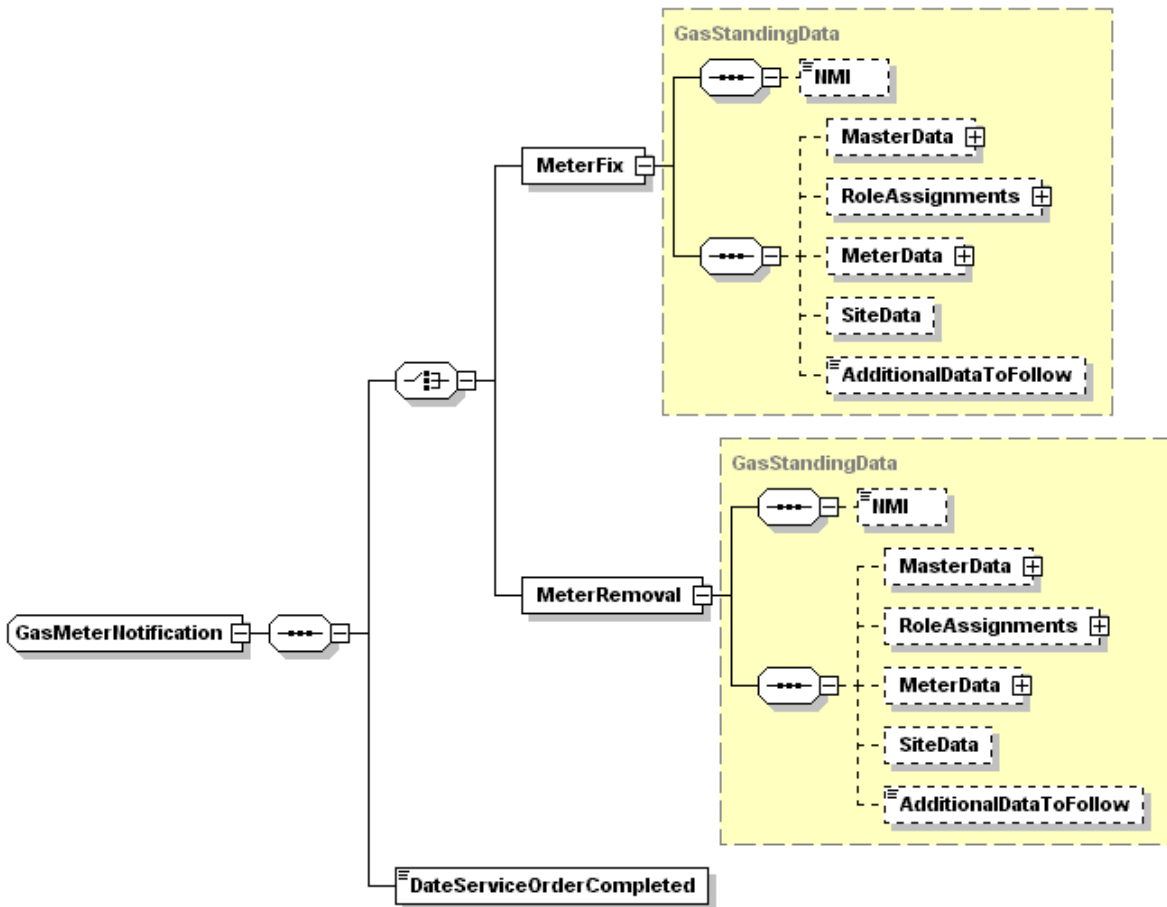 GasStandingData
NMI
MasterData
MeterFix
RoleAssignments
MeterData
SiteData
AdditionalDataToFollow
GasStandingData
NMI
MasterData
MeterRemoval
RoleAssignments
GasMeterNotification
MeterData
SiteData
AdditionalDataToFollow
DateServiceOrderCompleted